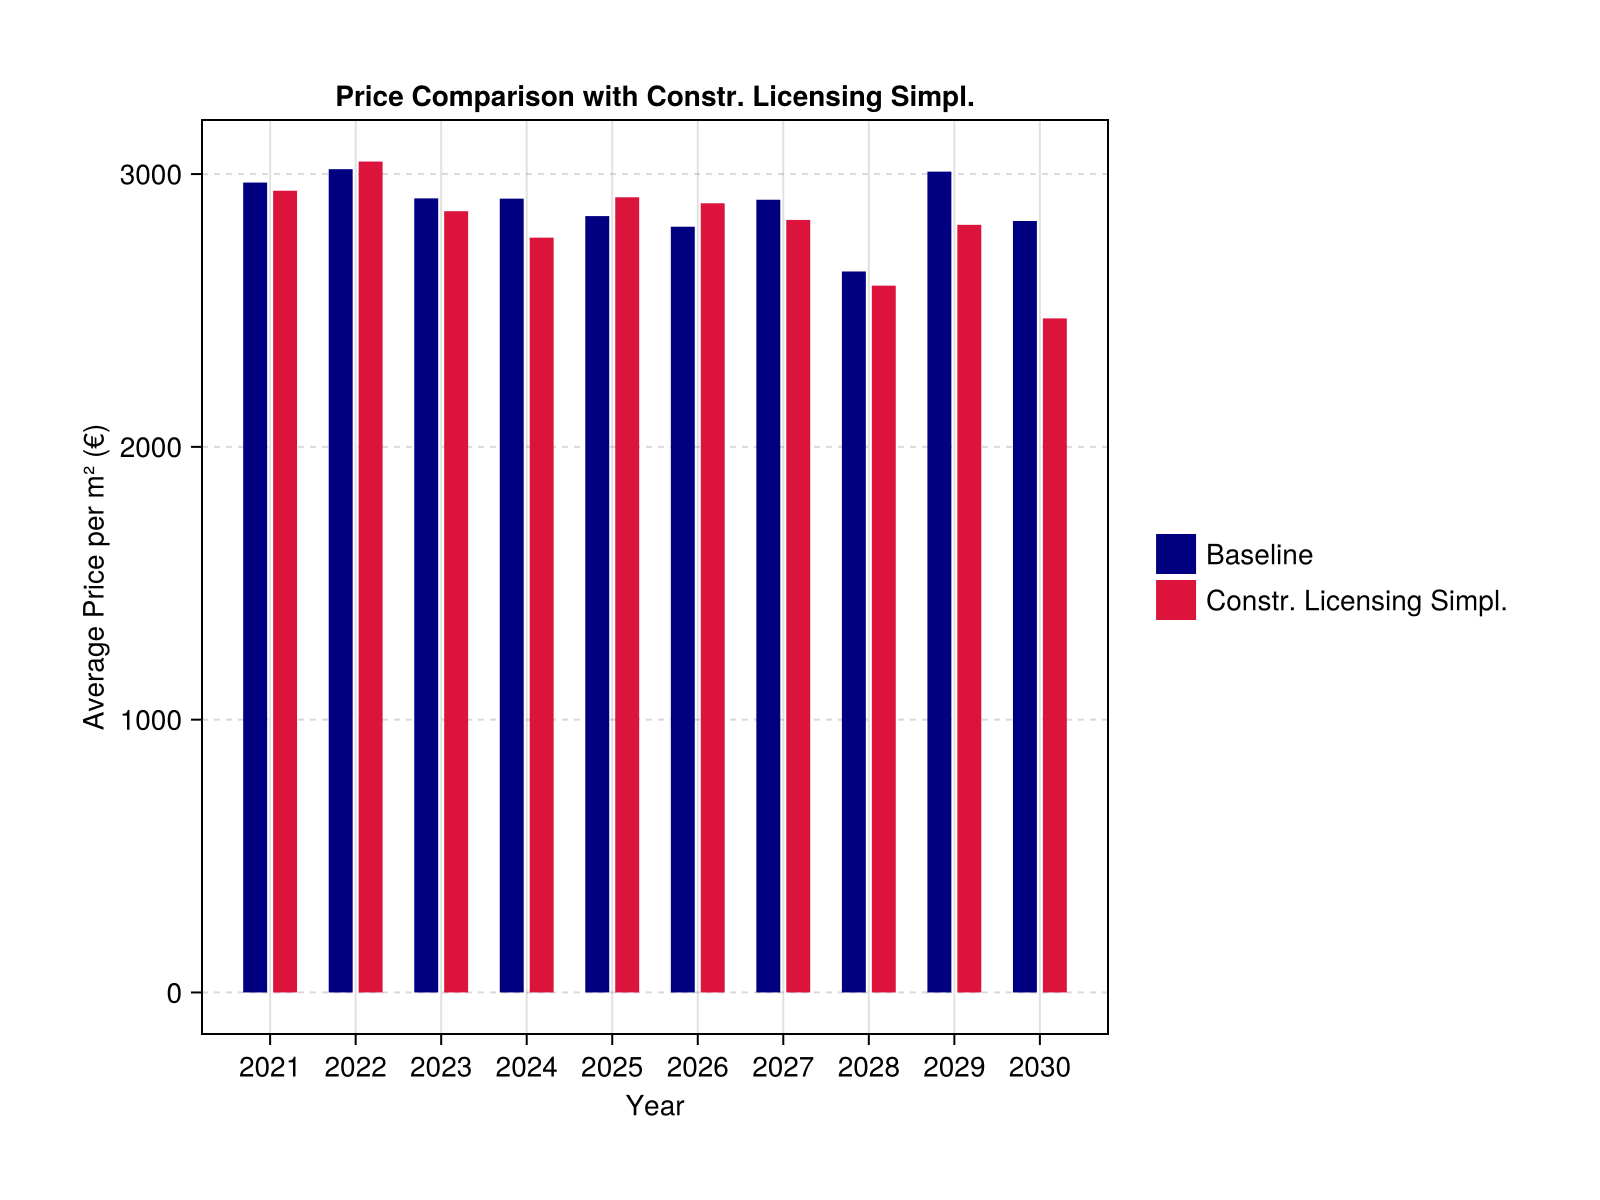 Price Comparison with Constr. Licensing Simpl.
Average Price per m² (€)
3000
2000
1000
0
2021 2022 2023 2024 2025 2026 2027 2028 2029 2030
Year
Baseline
Constr. Licensing Simpl.